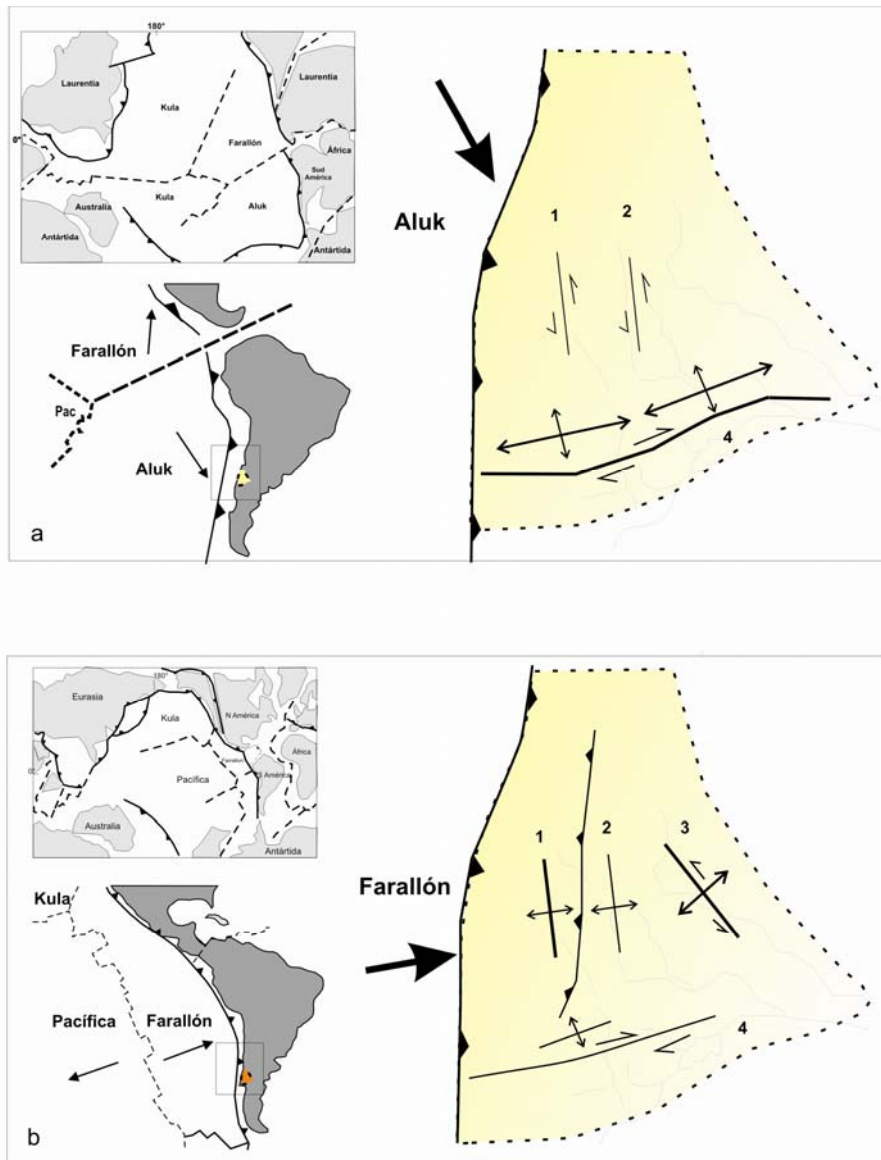 180°
Laurentia
Laurentia
Kula
0°
Farallón
África
Sud
América
Kula
Aluk
Australia
Antártida
Antártida
Farallón
Pac
Aluk
a
Aluk
1
2
4
180°
Eurasia
Kula
N América
Farallon
África
Pacífica
S América
Australia
Antártida
Kula
Pacífica
Farallón
b
Farallón
1
2
3
4